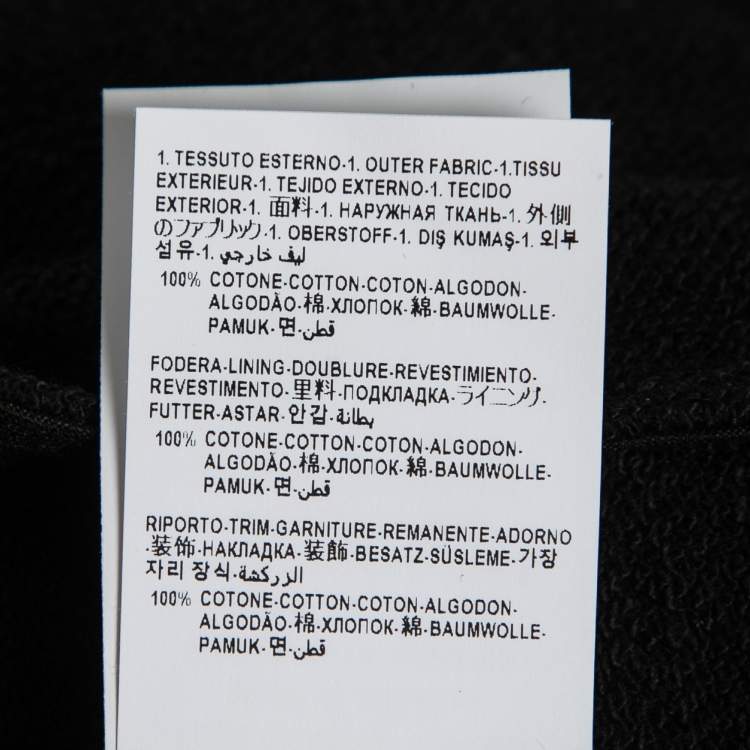 1. TESSUTO ESTERNO-1. OUTER FABRIC-1.TISSU
EXTERIEUR-1. TEJIDO EXTERNO-1. TECIDO
EXTERIOR-1. 面料-1. НАРУЖНАЯ ТКАНЬ-1. 外側
のファブリック-1. OBERSTOFF-1. DIŞ KUMAŞ-1. 외부
섬유-1. ليف خارجي
100% COTONE-COTTON-COTON-ALGODON-
ALGODÃO-棉-ХЛОПОК-綿-BAUMWOLLE-
PAMUK-면-قطن
FODERA-LINING-DOUBLURE-REVESTIMIENTO-
REVESTIMENTO-里料-ПОДКЛАДКА-ライニング-
FUTTER-ASTAR-안감-بطانة
100% COTONE-COTTON-COTON-ALGODON-
ALGODÃO-棉-ХЛОПОК-綿-BAUMWOLLE-
PAMUK-면-قطن
RIPORTO-TRIM-GARNITURE-REMANENTE-ADORNO
-装饰-НАКЛАДКА-装飾-BESATZ-SÜSLEME-가장
자리 장식-الزركشة
100% COTONE-COTTON-COTON-ALGODON-
ALGODÃO-棉-ХЛОПОК-綿-BAUMWOLLE-
PAMUK-면-قطن